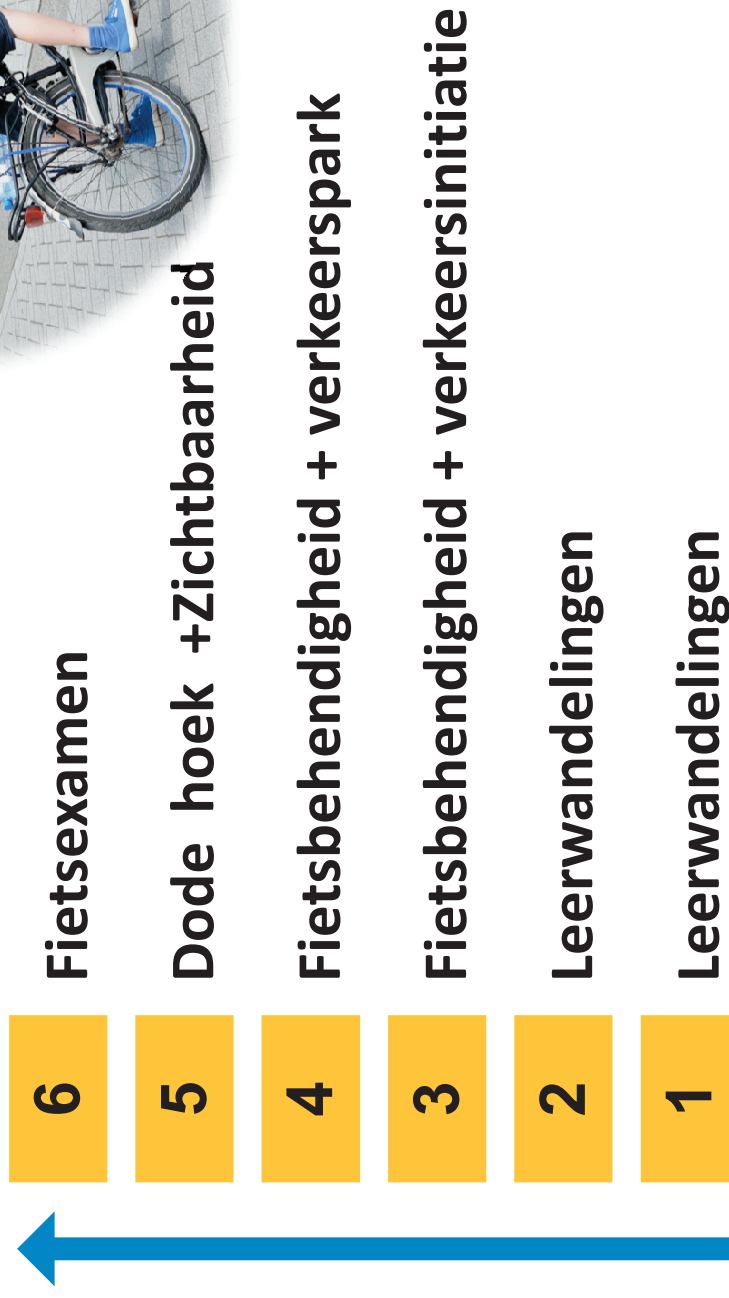 6 Fietsexamen
5 Dode hoek +Zichtbaarheid
4 Fietsbehendigheid + verkeerspark
3 Fietsbehendigheid + verkeersinitiatie
2 Leerwandelingen
1 Leerwandelingen